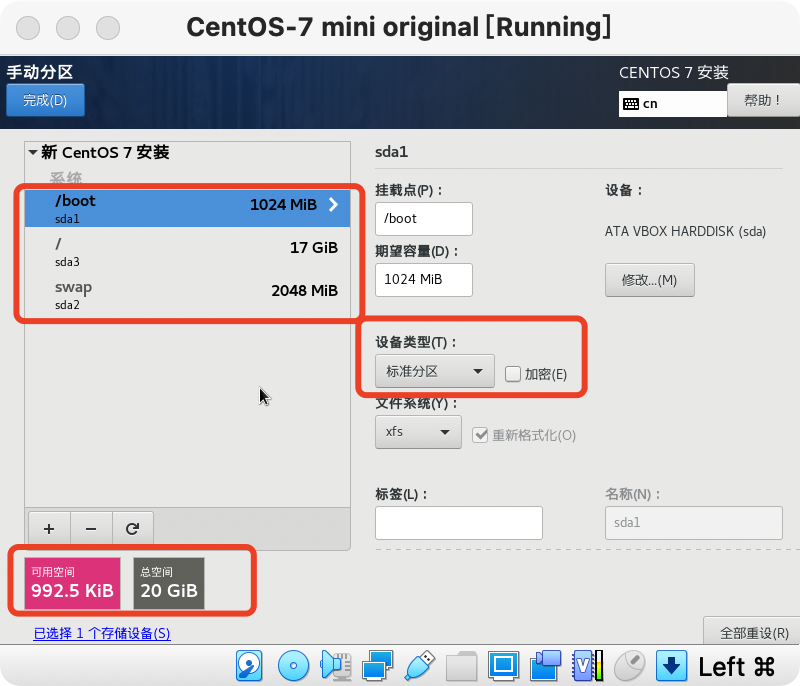 CentOS-7 mini original [Running]
手动分区
CENTOS 7 安装
完成(D)
cn
帮助！
新 CentOS 7 安装
系统
/boot
1024 MiB
sda1
/
17 GiB
sda3
swap
2048 MiB
sda2
sda1
挂载点(P)：
设备：
/boot
ATA VBOX HARDDISK (sda)
期望容量(D)：
1024 MiB
修改...(M)
设备类型(T)：
标准分区
加密(E)
文件系统(Y)：
xfs
重新格式化(O)
标签(L)：
名称(N)：
sda1
+
−
可用空间
992.5 KiB
总空间
20 GiB
已选择 1 个存储设备(S)
全部重设(R)
Left ⌘